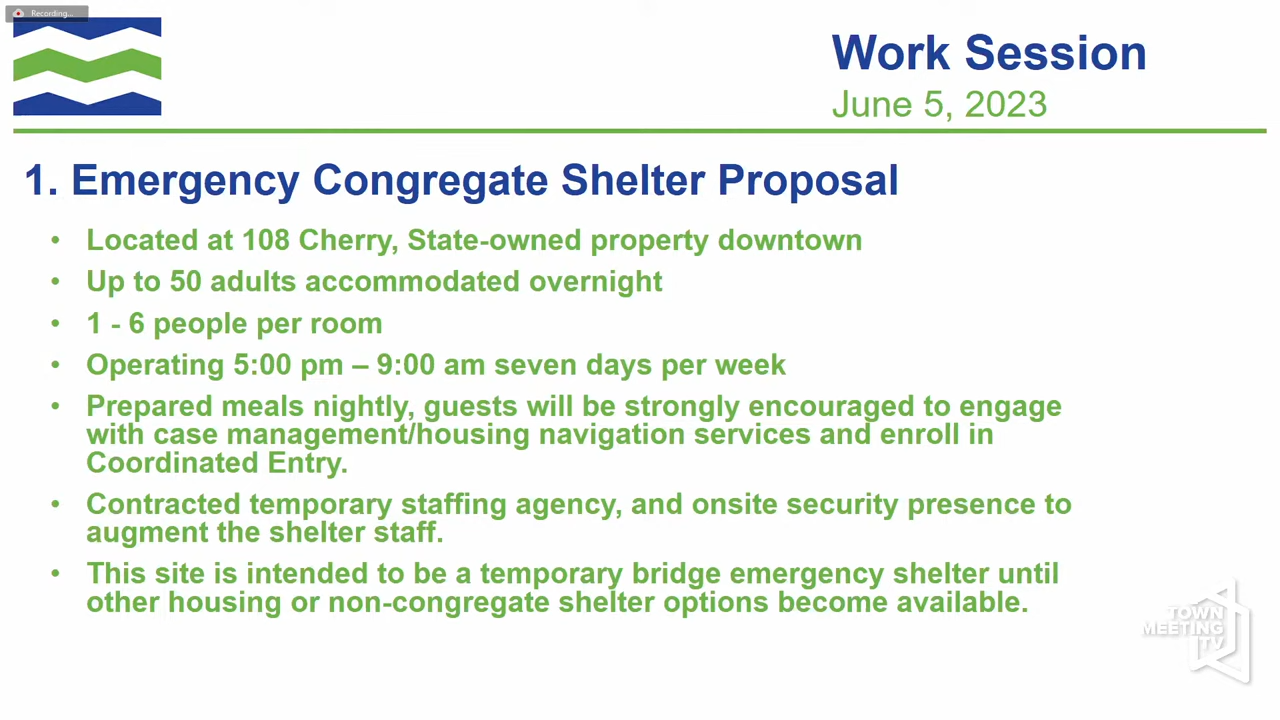 Recording...
Work Session
June 5, 2023
1. Emergency Congregate Shelter Proposal
• Located at 108 Cherry, State-owned property downtown
• Up to 50 adults accommodated overnight
• 1 - 6 people per room
• Operating 5:00 pm – 9:00 am seven days per week
• Prepared meals nightly, guests will be strongly encouraged to engage
with case management/housing navigation services and enroll in
Coordinated Entry.
• Contracted temporary staffing agency, and onsite security presence to
augment the shelter staff.
• This site is intended to be a temporary bridge emergency shelter until
other housing or non-congregate shelter options become available.
TOWN
MEETING
TV